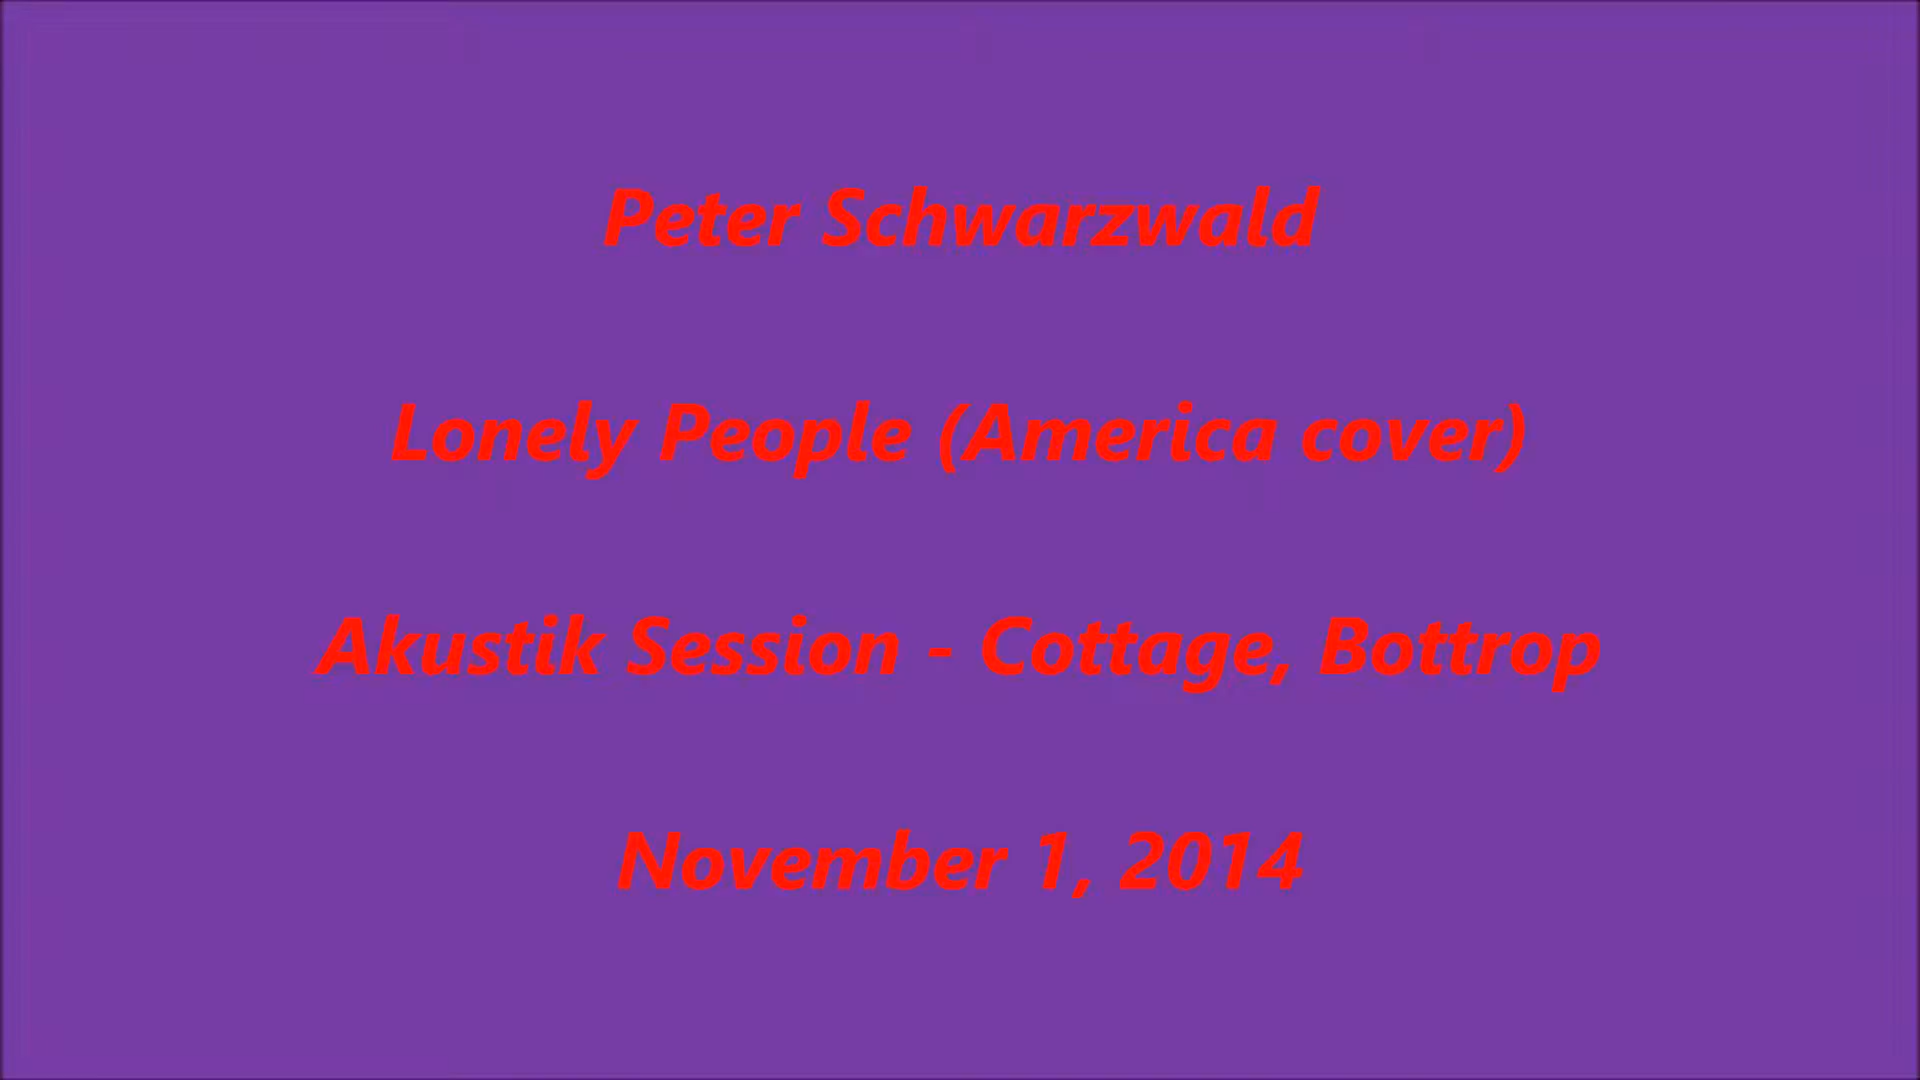 Peter Schwarzwald
Lonely People (America cover)
Akustik Session - Cottage, Bottrop
November 1, 2014